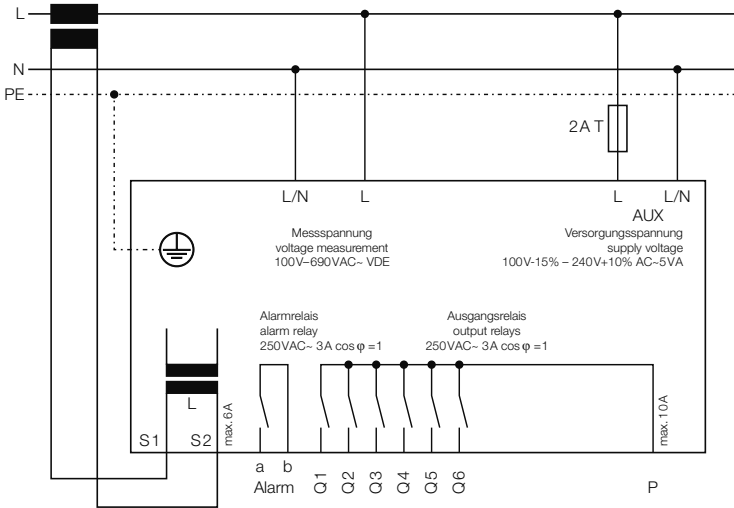 L
N
PE
2A T
L/N L L L/N
AUX
Messspannung
voltage measurement
100V–690VAC~ VDE
Versorgungsspannung
supply voltage
100V-15% – 240V+10% AC~5VA
Alarmrelais
alarm relay
250VAC~ 3A cos φ =1
Ausgangsrelais
output relays
250VAC~ 3A cos φ =1
L
S1 S2
max. 6A
max. 10A
a b
Alarm
Q1 Q2 Q3 Q4 Q5 Q6
P